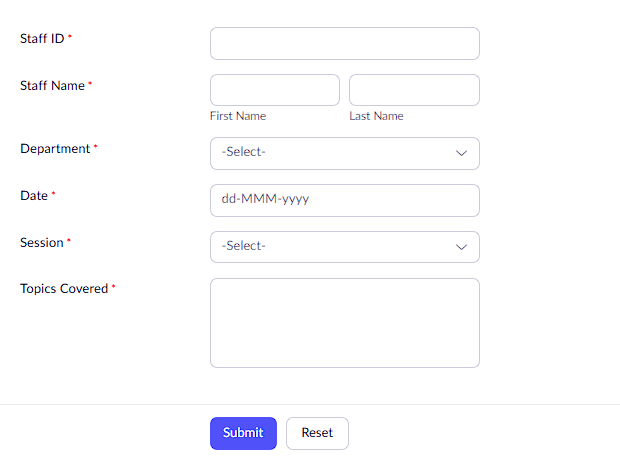 Staff ID *
Staff Name *
First Name Last Name
Department *
-Select-
Date *
dd-MMM-yyyy
Session *
-Select-
Topics Covered *
Submit Reset